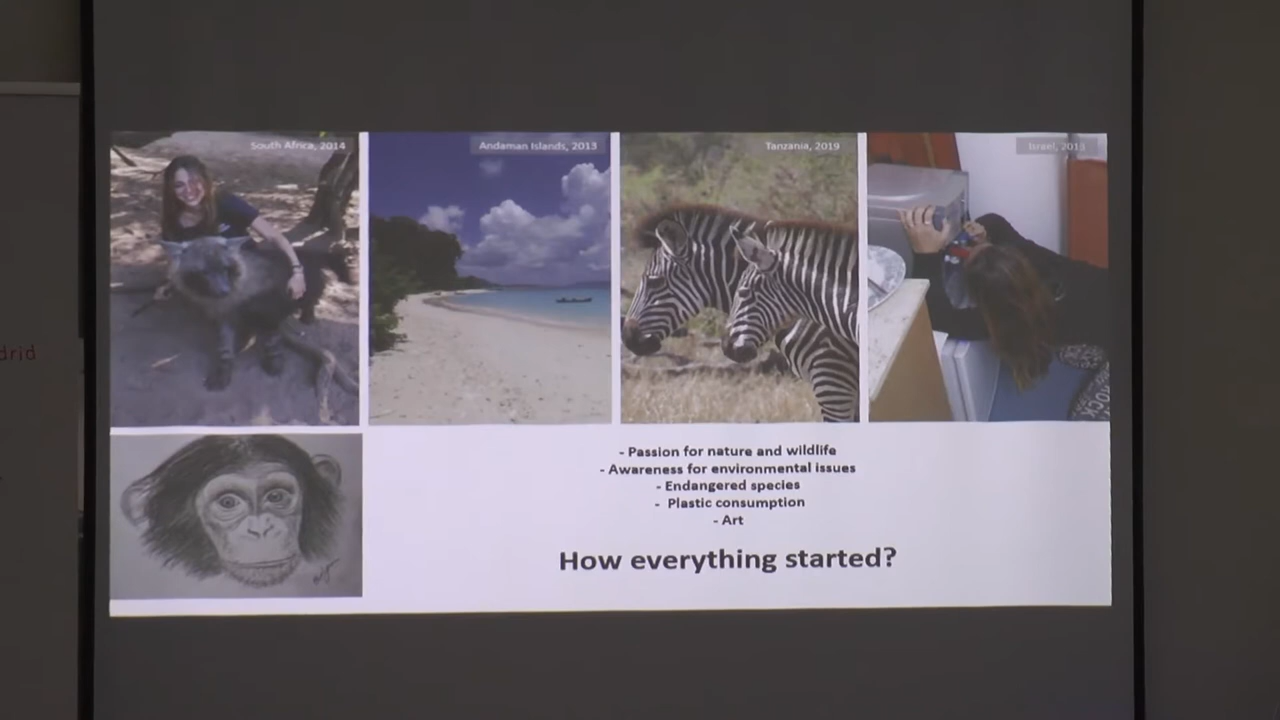 South Africa, 2014
Andaman Islands, 2013
Tanzania, 2019
Israel, 2013
- Passion for nature and wildlife
- Awareness for environmental issues
- Endangered species
- Plastic consumption
- Art
How everything started?
drid